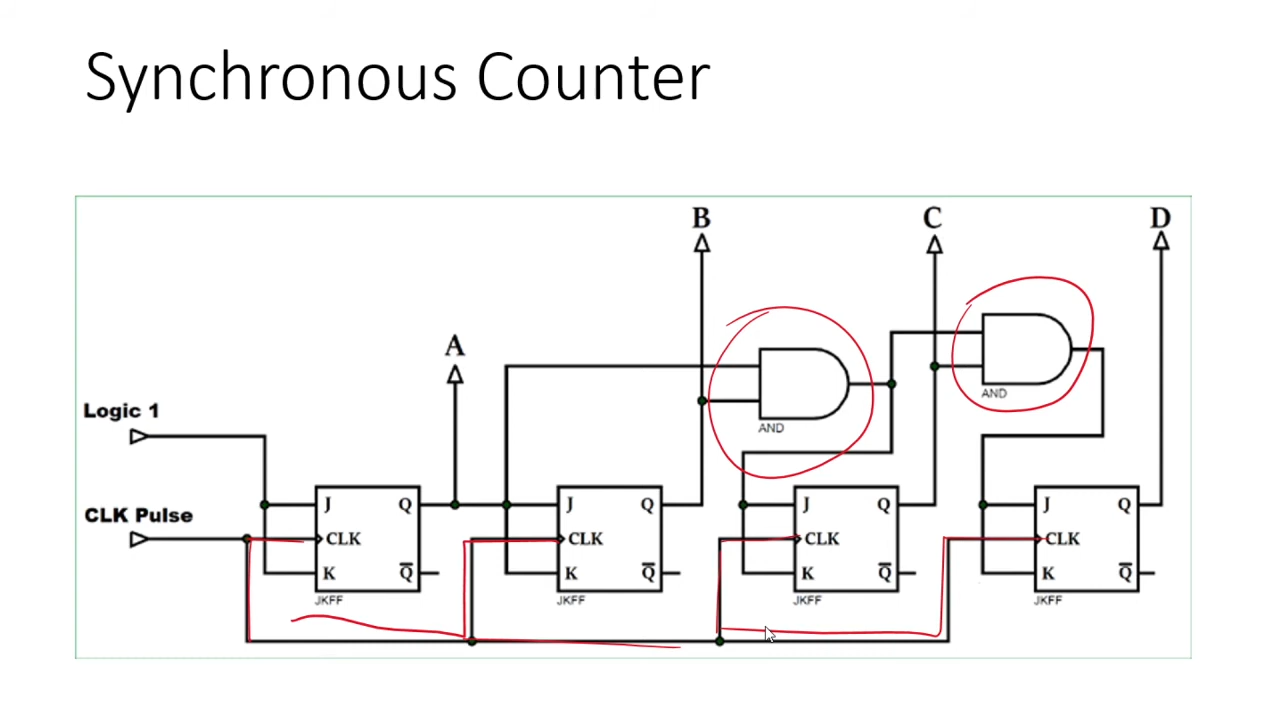 Synchronous Counter
B
C
D
A
AND
AND
Logic 1
CLK Pulse
J Q
CLK
K Q̅
JKFF
J Q
CLK
K Q̅
JKFF
J Q
CLK
K Q̅
JKFF
J Q
CLK
K Q̅
JKFF